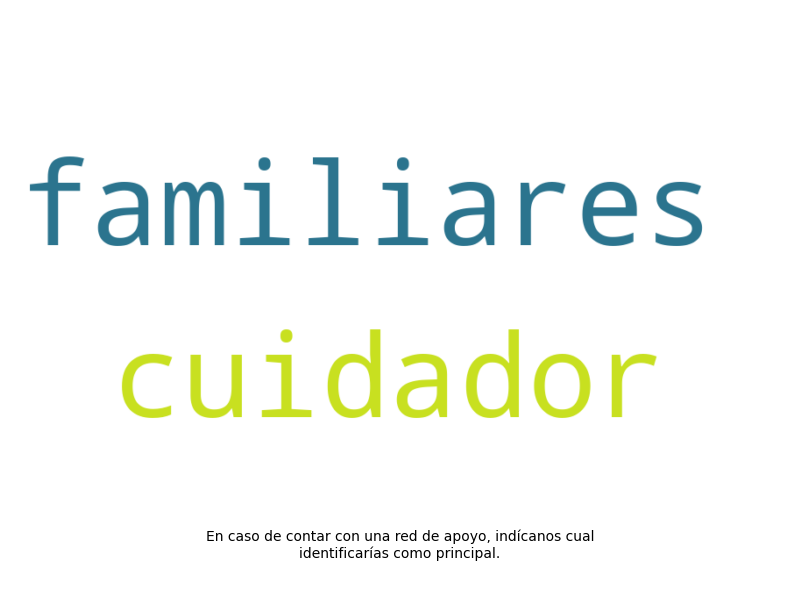 familiares
cuidador
En caso de contar con una red de apoyo, indícanos cual
identificarías como principal.